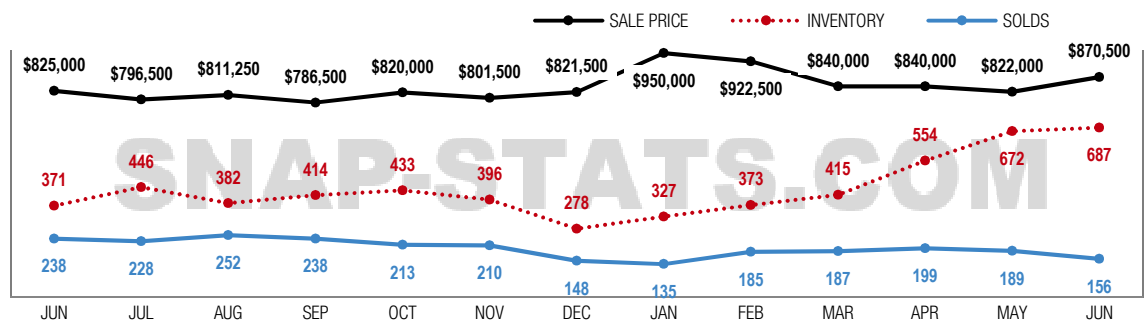 SALE PRICE INVENTORY SOLDS
$825,000 $796,500 $811,250 $786,500 $820,000 $801,500 $821,500 $950,000 $922,500 $840,000 $840,000 $822,000 $870,500
SNAP-STATS.COM
371 446 382 414 433 396 278 327 373 415 554 672 687
238 228 252 238 213 210 148 135 185 187 199 189 156
JUN JUL AUG SEP OCT NOV DEC JAN FEB MAR APR MAY JUN